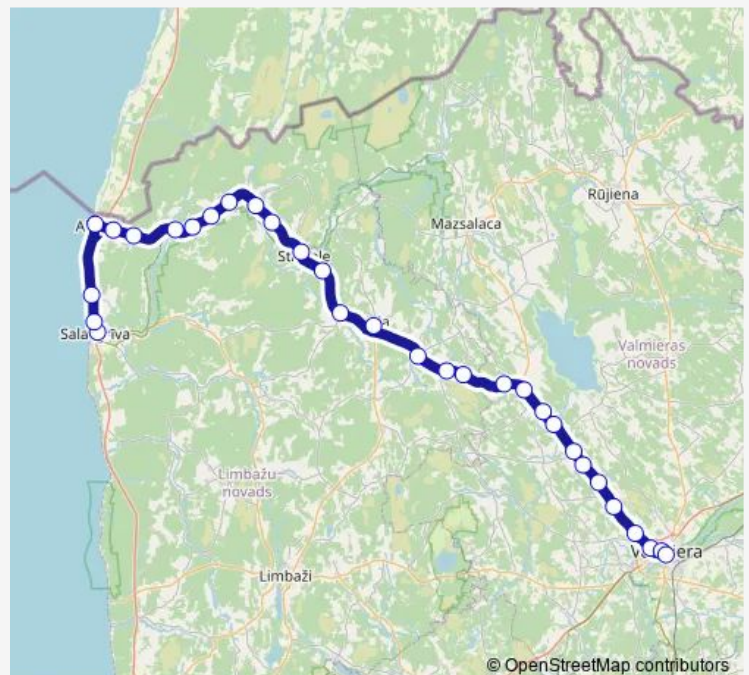 Rūjiena
Mazsalaca
Valmieras
novads
Limbažu
novads
Limbaži
© OpenStreetMap contributors